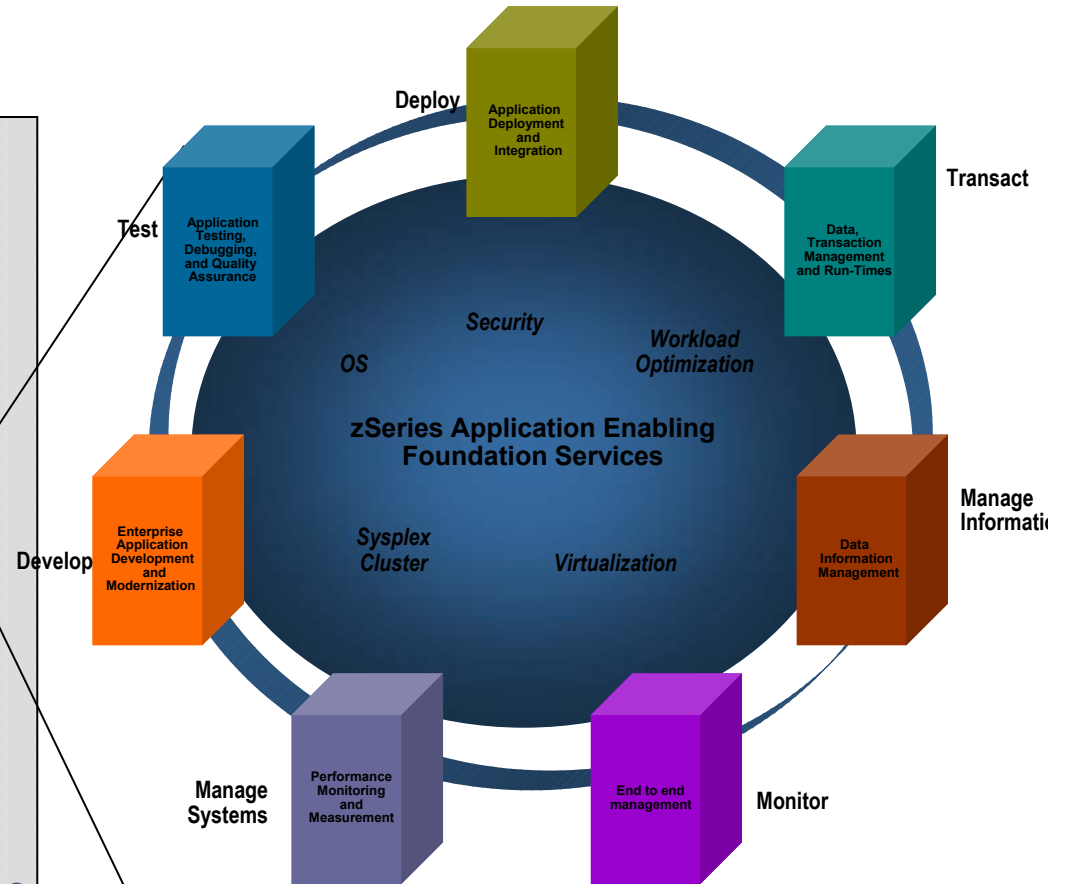 Deploy
Application
Deployment
and
Integration
Transact
Data,
Transaction
Management
and Run-Times
Test
Application
Testing,
Debugging,
and Quality
Assurance
Security
Workload
Optimization
OS
zSeries Application Enabling
Foundation Services
Manage
Informatic
Data
Information
Management
Develop
Enterprise
Application
Development
and
Modernization
Sysplex
Cluster
Virtualization
Manage
Systems
Performance
Monitoring
and
Measurement
End to end
management
Monitor